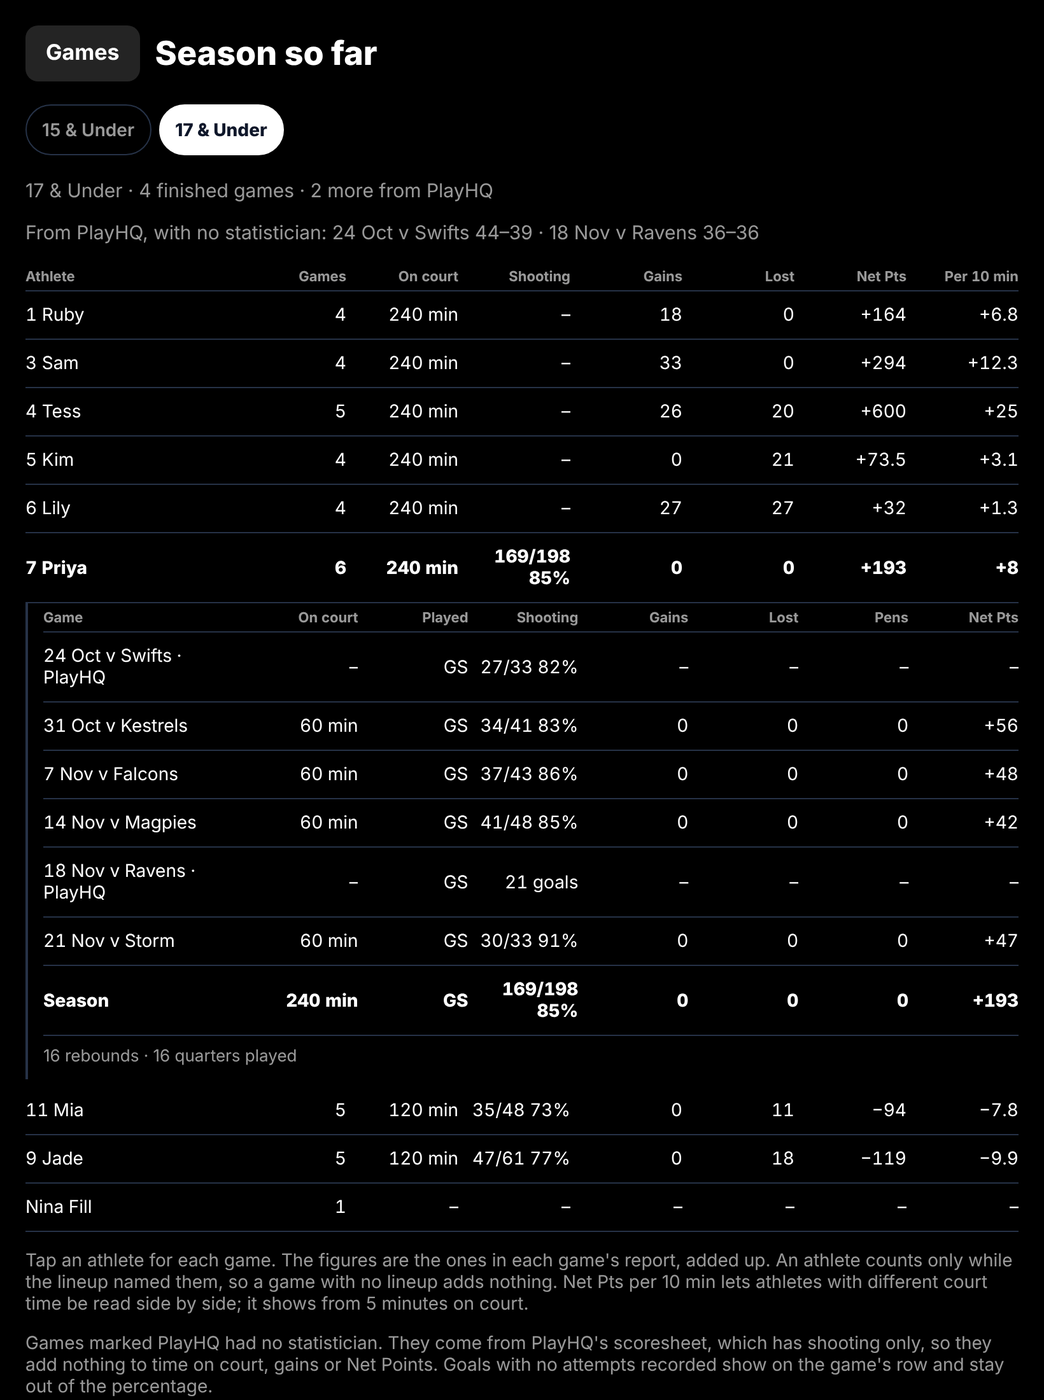 Games Season so far
15 & Under 17 & Under
17 & Under · 4 finished games · 2 more from PlayHQ
From PlayHQ, with no statistician: 24 Oct v Swifts 44–39 · 18 Nov v Ravens 36–36
Athlete Games On court Shooting Gains Lost Net Pts Per 10 min
1 Ruby 4 240 min – 18 0 +164 +6.8
3 Sam 4 240 min – 33 0 +294 +12.3
4 Tess 5 240 min – 26 20 +600 +25
5 Kim 4 240 min – 0 21 +73.5 +3.1
6 Lily 4 240 min – 27 27 +32 +1.3
7 Priya 6 240 min 169/198 85% 0 0 +193 +8
Game On court Played Shooting Gains Lost Pens Net Pts
24 Oct v Swifts · PlayHQ – GS 27/33 82% – – – –
31 Oct v Kestrels 60 min GS 34/41 83% 0 0 0 +56
7 Nov v Falcons 60 min GS 37/43 86% 0 0 0 +48
14 Nov v Magpies 60 min GS 41/48 85% 0 0 0 +42
18 Nov v Ravens · PlayHQ – GS 21 goals – – – –
21 Nov v Storm 60 min GS 30/33 91% 0 0 0 +47
Season 240 min GS 169/198 85% 0 0 0 +193
16 rebounds · 16 quarters played
11 Mia 5 120 min 35/48 73% 0 11 −94 −7.8
9 Jade 5 120 min 47/61 77% 0 18 −119 −9.9
Nina Fill 1 – – – – – –
Tap an athlete for each game. The figures are the ones in each game's report, added up. An athlete counts only while
the lineup named them, so a game with no lineup adds nothing. Net Pts per 10 min lets athletes with different court
time be read side by side; it shows from 5 minutes on court.
Games marked PlayHQ had no statistician. They come from PlayHQ's scoresheet, which has shooting only, so they
add nothing to time on court, gains or Net Points. Goals with no attempts recorded show on the game's row and stay
out of the percentage.